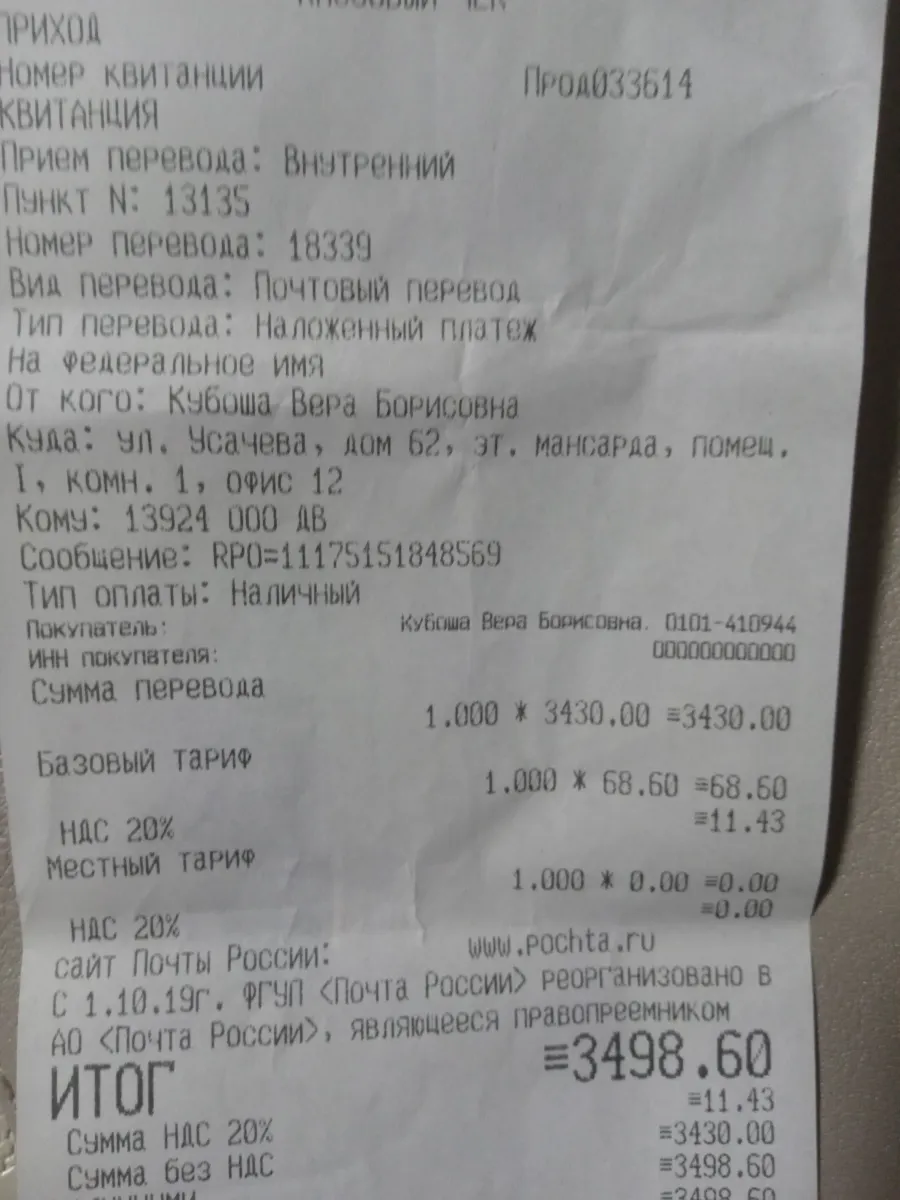 КАССОВЫЙ ЧЕК
ПРИХОД
Номер квитанции Прод033614
КВИТАНЦИЯ
Прием перевода: Внутренний
Пункт N: 13135
Номер перевода: 18339
Вид перевода: Почтовый перевод
Тип перевода: Наложенный платеж
На федеральное имя
От кого: Кубоша Вера Борисовна
Куда: ул. Усачева, дом 62, эт. мансарда, помещ.
I, комн. 1, офис 12
Кому: 13924 000 ДВ
Сообщение: RPO=11175151848569
Тип оплаты: Наличный
Покупатель: Кубоша Вера Борисовна. 0101-410944
ИНН покупателя: 000000000000
Сумма перевода
1.000 * 3430.00 ≡3430.00
Базовый тариф
1.000 * 68.60 ≡68.60
НДС 20% ≡11.43
Местный тариф
1.000 * 0.00 ≡0.00
НДС 20% ≡0.00
сайт Почты России: www.pochta.ru
С 1.10.19г. ФГУП <Почта России> реорганизовано в
АО <Почта России>, являющееся правопреемником
ИТОГ ≡3498.60
Сумма НДС 20% ≡11.43
Сумма без НДС ≡3430.00
≡3498.60
≡3498.60